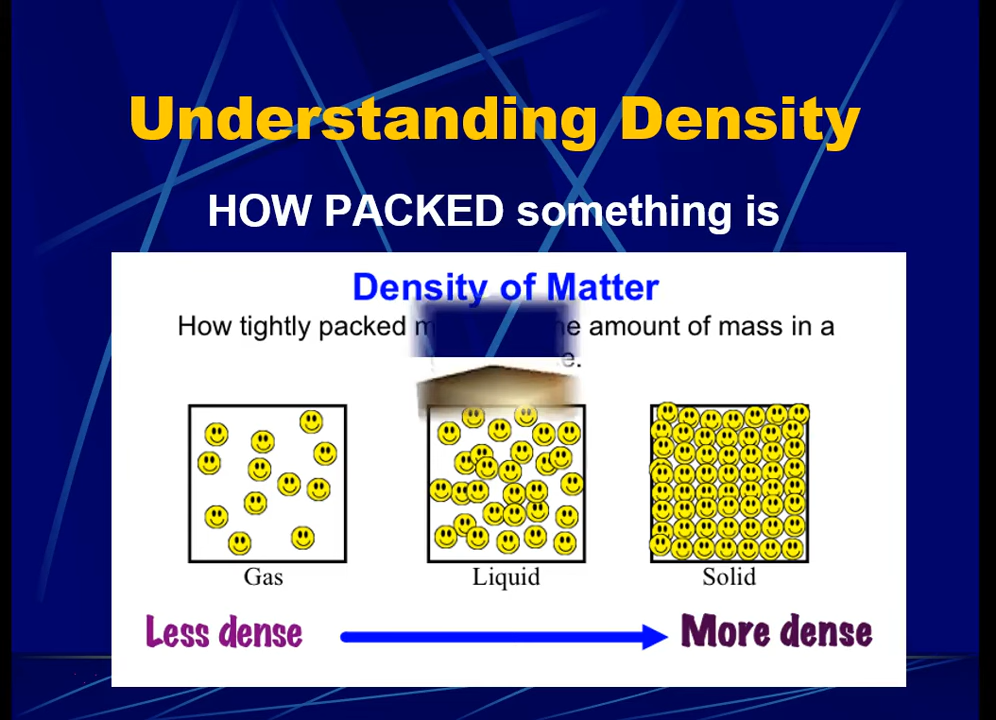 Understanding Density
HOW PACKED something is
Density of Matter
How tightly packed amount of mass in a
Gas
Liquid
Solid
Less dense
More dense